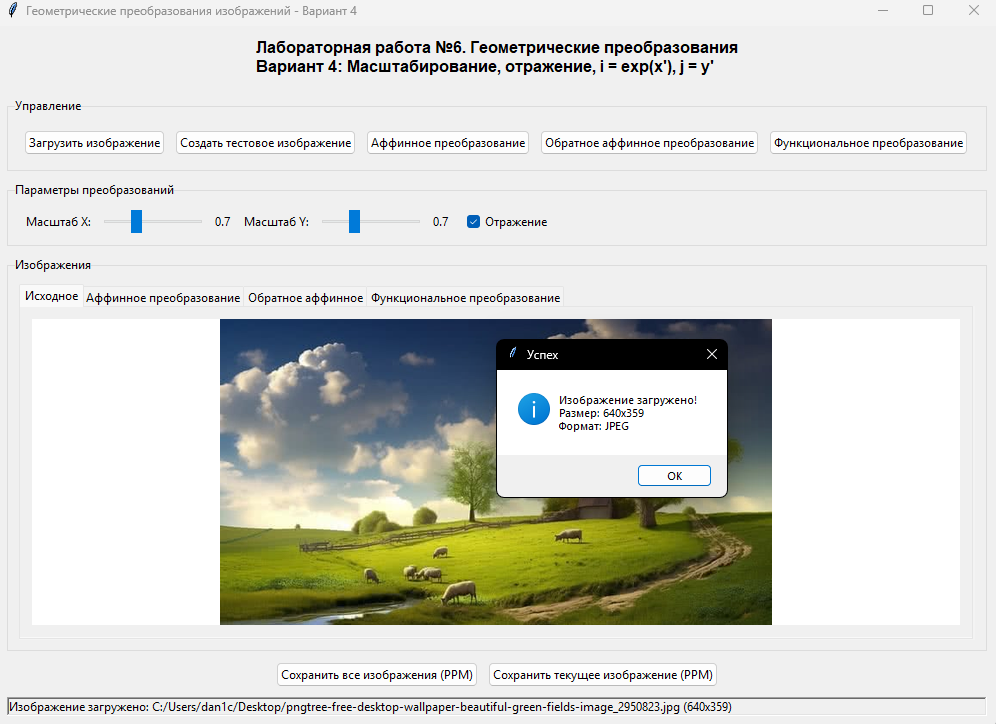 Геометрические преобразования изображений - Вариант 4
Лабораторная работа №6. Геометрические преобразования
Вариант 4: Масштабирование, отражение, i = exp(x'), j = y'
Управление
Загрузить изображение Создать тестовое изображение Аффинное преобразование Обратное аффинное преобразование Функциональное преобразование
Параметры преобразований
Масштаб X: 0.7 Масштаб Y: 0.7 Отражение
Изображения
Исходное Аффинное преобразование Обратное аффинное Функциональное преобразование
Успех
Изображение загружено!
Размер: 640x359
Формат: JPEG
OK
Сохранить все изображения (PPM) Сохранить текущее изображение (PPM)
Изображение загружено: C:/Users/dan1c/Desktop/pngtree-free-desktop-wallpaper-beautiful-green-fields-image_2950823.jpg (640x359)